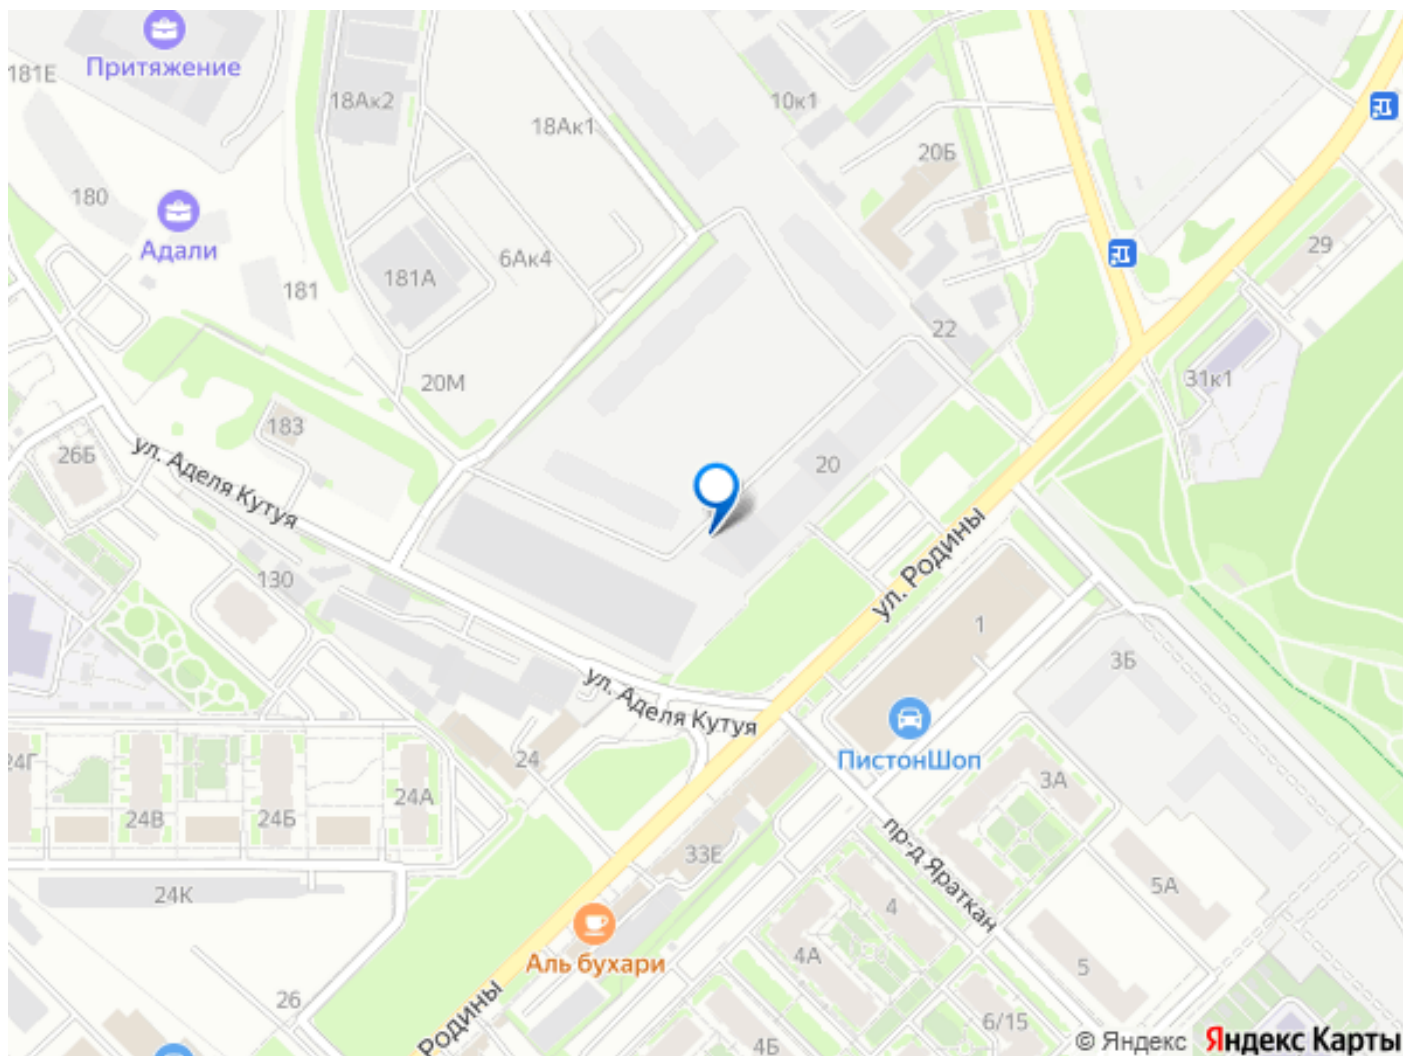 Притяжение
181Е
18Ак2
10к1
18Ак1
20Б
180
Адали
29
6Ак4
181А
181
22
20М
31к1
183
26Б
ул. Аделя Кутуя
20
ул. Родины
130
1
3Б
ул. Аделя Кутуя
24
24Г
ПистонШоп
3А
24А
24В
24Б
пр-д Яраткан
33Е
5А
24К
4
Аль бухари
4А
5
26
Родины
6/15
4Б
© Яндекс Яндекс Карты